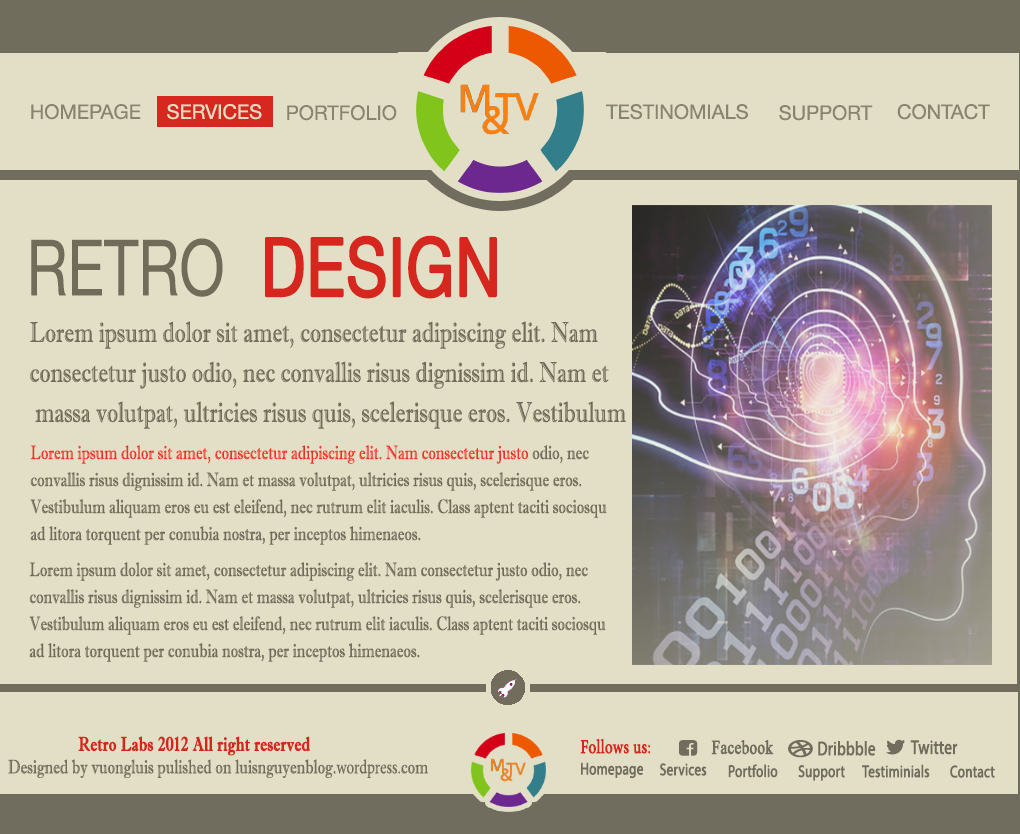 HOMEPAGE SERVICES PORTFOLIO M&TV TESTINOMIALS SUPPORT CONTACT
RETRO DESIGN
Lorem ipsum dolor sit amet, consectetur adipiscing elit. Nam
consectetur justo odio, nec convallis risus dignissim id. Nam et
massa volutpat, ultricies risus quis, scelerisque eros. Vestibulum
Lorem ipsum dolor sit amet, consectetur adipiscing elit. Nam consectetur justo odio, nec
convallis risus dignissim id. Nam et massa volutpat, ultricies risus quis, scelerisque eros.
Vestibulum aliquam eros eu est eleifend, nec rutrum elit iaculis. Class aptent taciti sociosqu
ad litora torquent per conubia nostra, per inceptos himenaeos.
Lorem ipsum dolor sit amet, consectetur adipiscing elit. Nam consectetur justo odio, nec
convallis risus dignissim id. Nam et massa volutpat, ultricies risus quis, scelerisque eros.
Vestibulum aliquam eros eu est eleifend, nec rutrum elit iaculis. Class aptent taciti sociosqu
ad litora torquent per conubia nostra, per inceptos himenaeos.
Retro Labs 2012 All right reserved
Designed by vuongluis pulished on luisnguyenblog.wordpress.com
M&TV
Follows us: Facebook Dribbble Twitter
Homepage Services Portfolio Support Testiminials Contact